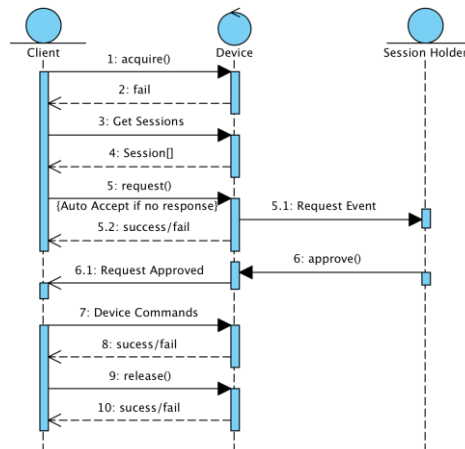 Client
Device
Session Holder
1: acquire()
2: fail
3: Get Sessions
4: Session[]
5: request()
{Auto Accept if no response}
5.1: Request Event
5.2: success/fail
6: approve()
6.1: Request Approved
7: Device Commands
8: sucess/fail
9: release()
10: sucess/fail